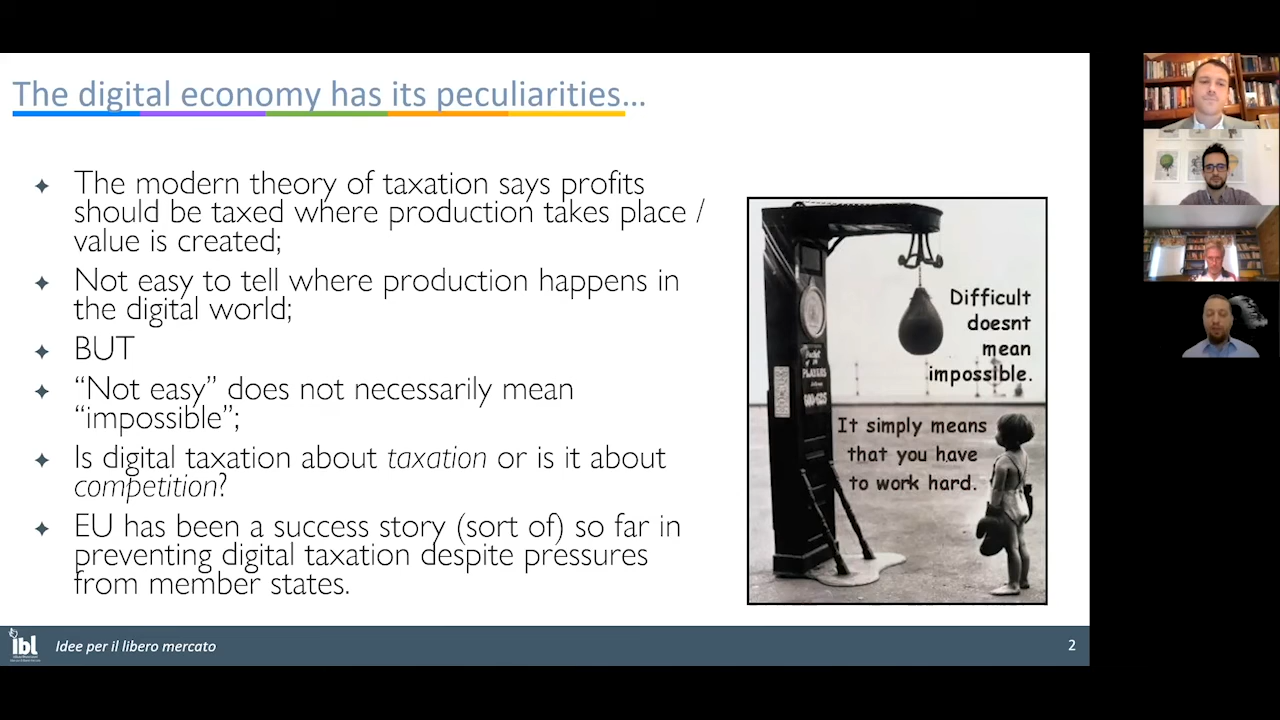 The digital economy has its peculiarities...
The modern theory of taxation says profits
should be taxed where production takes place /
value is created;
Not easy to tell where production happens in
the digital world;
BUT
“Not easy” does not necessarily mean
“impossible”;
Is digital taxation about taxation or is it about
competition?
EU has been a success story (sort of) so far in
preventing digital taxation despite pressures
from member states.
Difficult
doesnt
mean
impossible.
It simply means
that you have
to work hard.
PLAYERS
ibl
Idee per il libero mercato
2